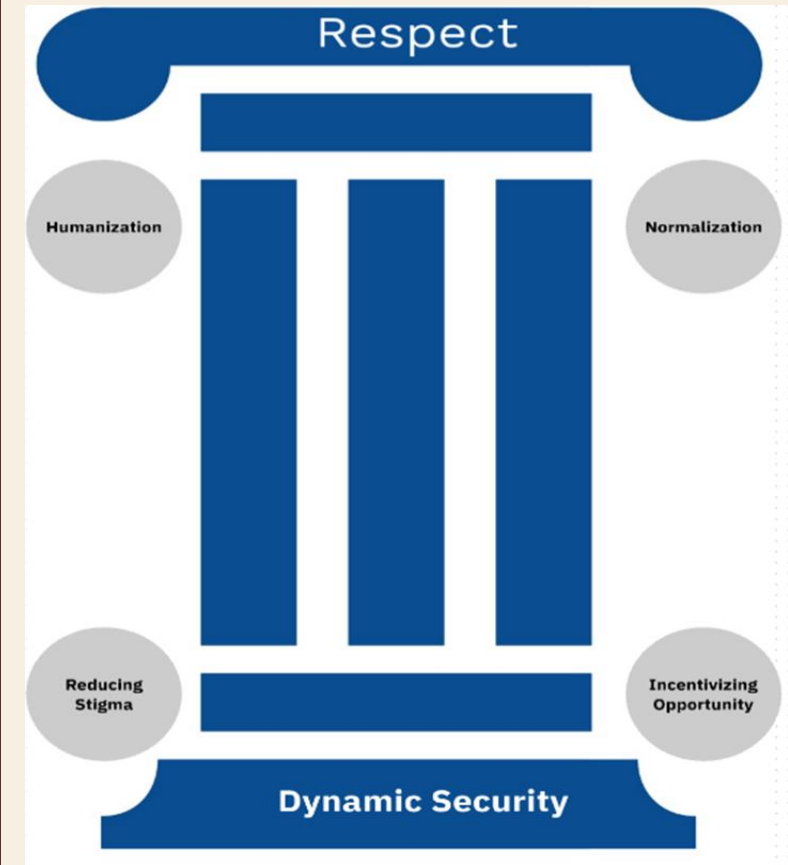 Respect
Humanization
Normalization
Reducing
Stigma
Incentivizing
Opportunity
Dynamic Security